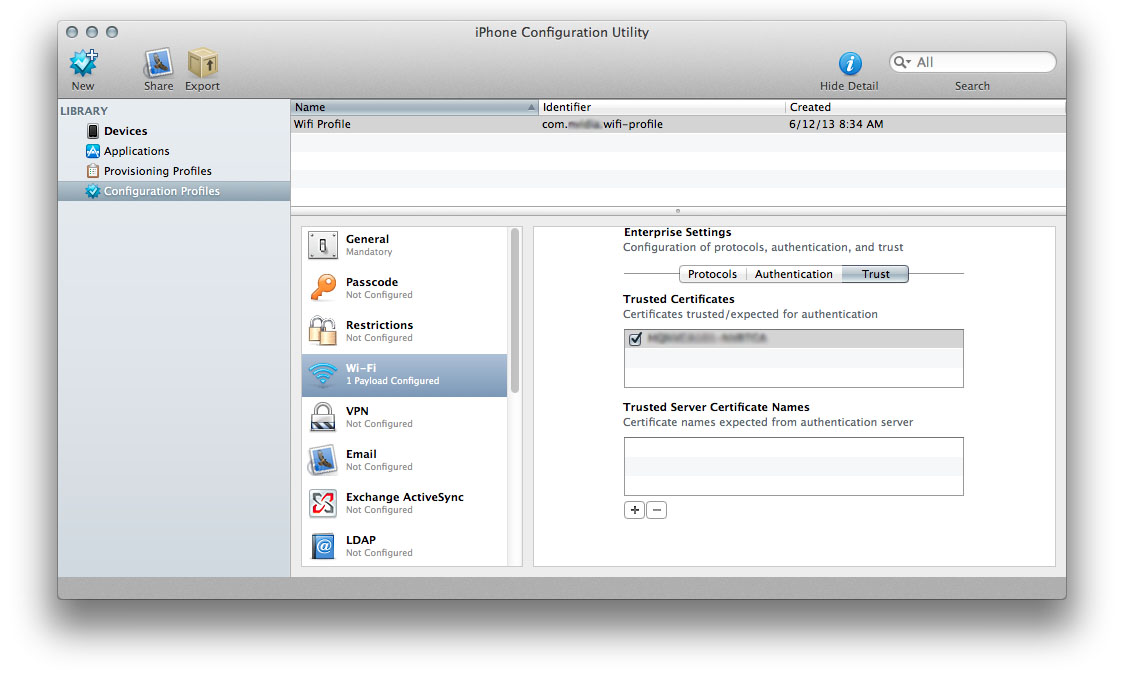 iPhone Configuration Utility
New
Share
Export
Hide Detail
All
Search
LIBRARY
Devices
Applications
Provisioning Profiles
Configuration Profiles
Name
Identifier
Created
Wifi Profile
com. .wifi-profile
6/12/13 8:34 AM
General
Mandatory
Passcode
Not Configured
Restrictions
Not Configured
Wi-Fi
1 Payload Configured
VPN
Not Configured
Email
Not Configured
Exchange ActiveSync
Not Configured
LDAP
Not Configured
Enterprise Settings
Configuration of protocols, authentication, and trust
Protocols
Authentication
Trust
Trusted Certificates
Certificates trusted/expected for authentication
Trusted Server Certificate Names
Certificate names expected from authentication server